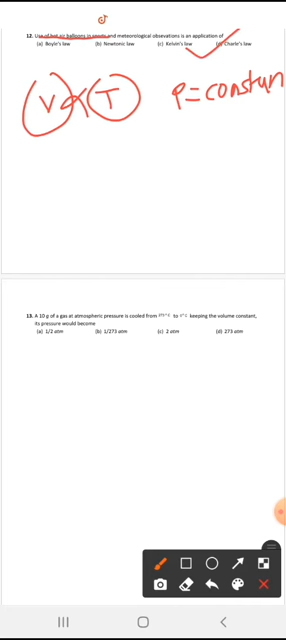 12. Use of hot air balloons in sports and meteorological obsevations is an application of
(a) Boyle's law (b) Newtonic law (c) Kelvin's law (d) Charle's law
V ∝ T P = constan
13. A 10 g of a gas at atmospheric pressure is cooled from 273° C to 0° C keeping the volume constant,
its pressure would become
(a) 1/2 atm (b) 1/273 atm (c) 2 atm (d) 273 atm